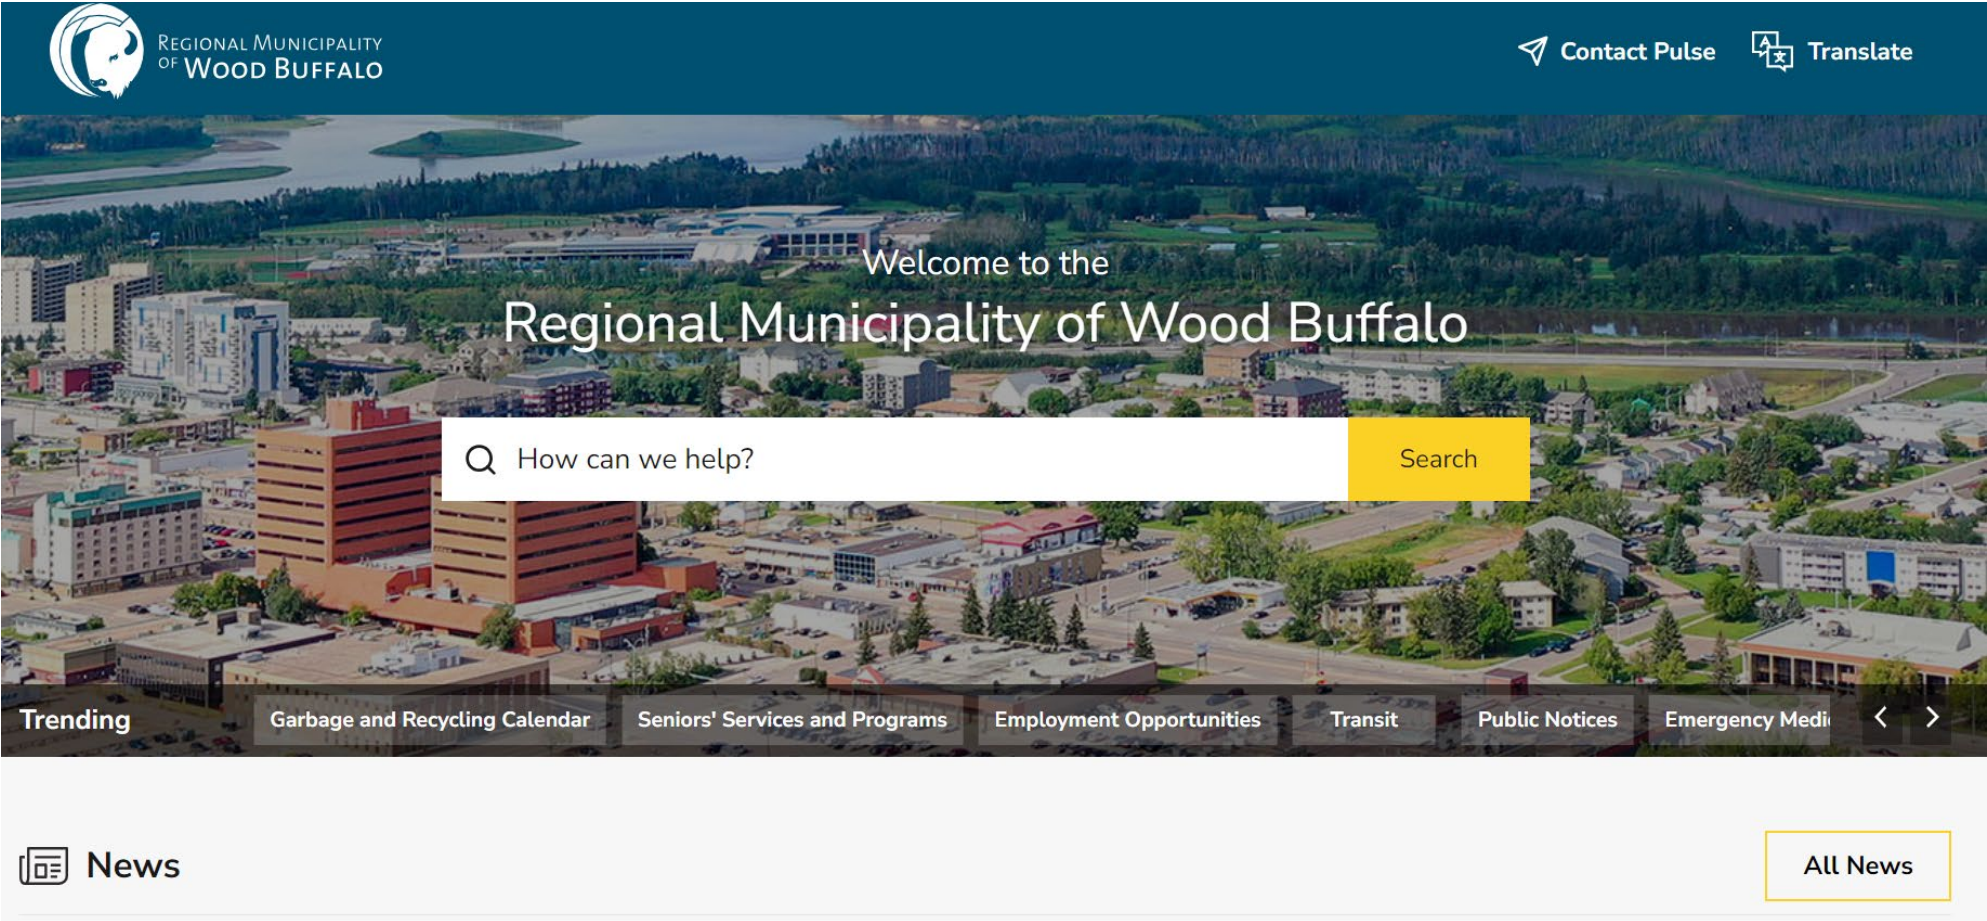 REGIONAL MUNICIPALITY
OF WOOD BUFFALO
Contact Pulse
Translate
Welcome to the
Regional Municipality of Wood Buffalo
How can we help?
Search
Trending
Garbage and Recycling Calendar
Seniors' Services and Programs
Employment Opportunities
Transit
Public Notices
Emergency Medi
News
All News